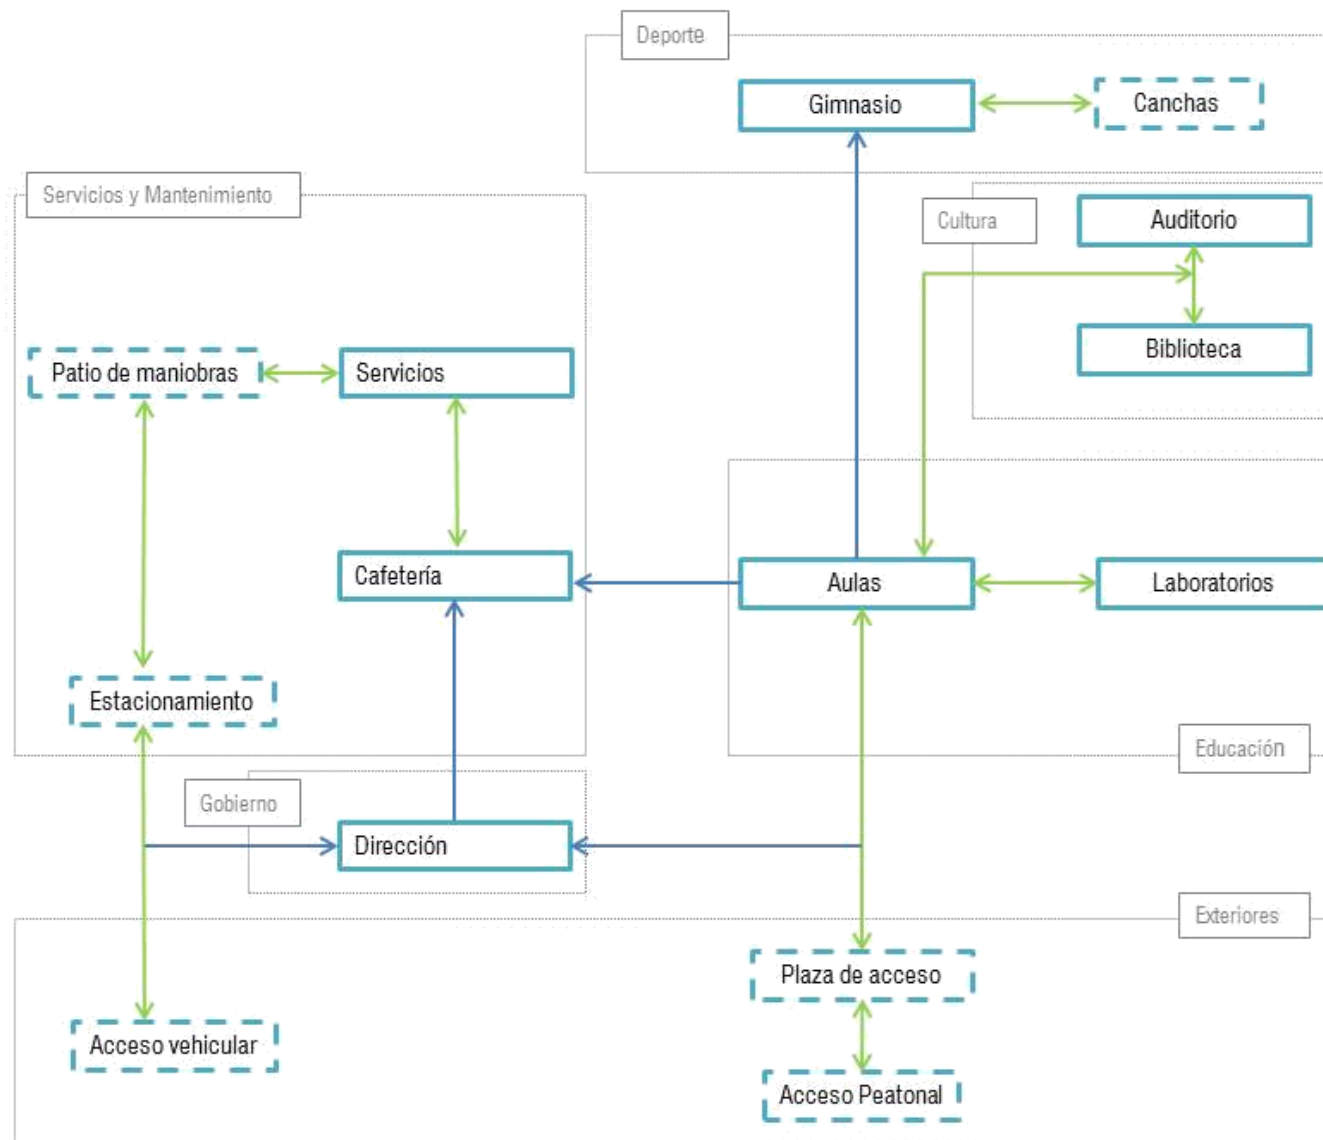 Deporte
Gimnasio
Canchas
Servicios y Mantenimiento
Cultura
Auditorio
Biblioteca
Patio de maniobras
Servicios
Cafetería
Aulas
Laboratorios
Estacionamiento
Educación
Gobierno
Dirección
Exteriores
Plaza de acceso
Acceso vehicular
Acceso Peatonal